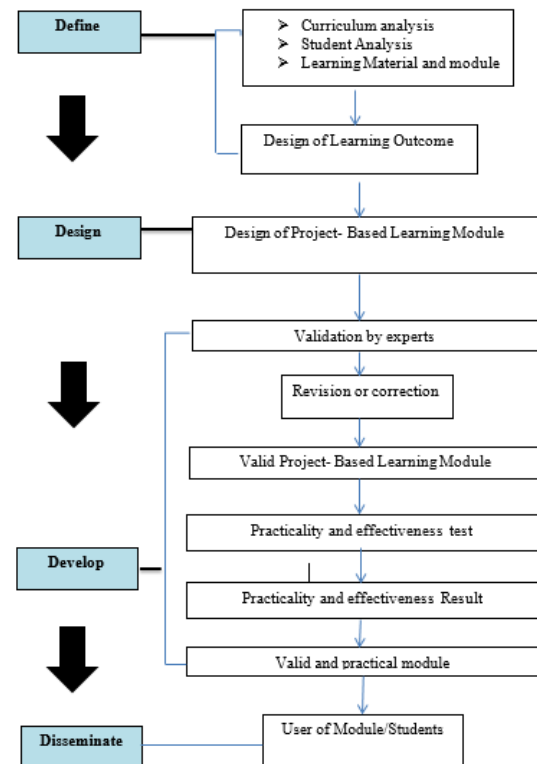 Define
➢ Curriculum analysis
➢ Student Analysis
➢ Learning Material and module
Design of Learning Outcome
Design
Design of Project- Based Learning Module
Validation by experts
Revision or correction
Valid Project- Based Learning Module
Practicality and effectiveness test
Develop
Practicality and effectiveness Result
Valid and practical module
User of Module/Students
Disseminate